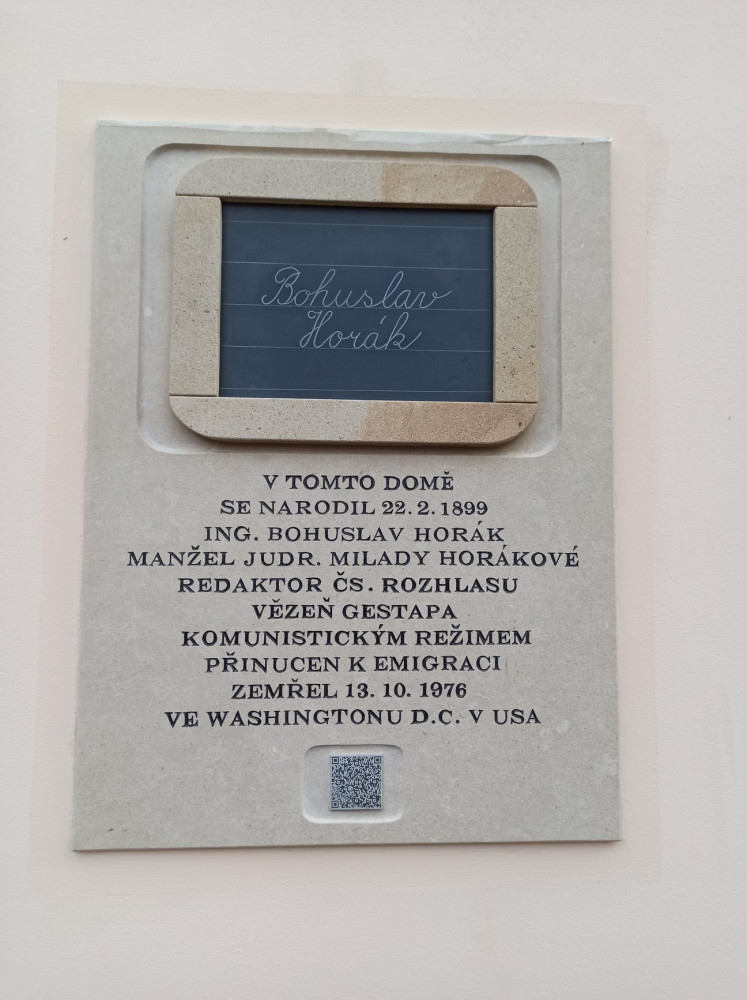 Bohuslav
Horák
V TOMTO DOMĚ
SE NARODIL 22. 2. 1899
ING. BOHUSLAV HORÁK
MANŽEL JUDR. MILADY HORÁKOVÉ
REDAKTOR ČS. ROZHLASU
VĚZEŇ GESTAPA
KOMUNISTICKÝM REŽIMEM
PŘINUCEN K EMIGRACI
ZEMŘEL 13. 10. 1976
VE WASHINGTONU D.C. V USA